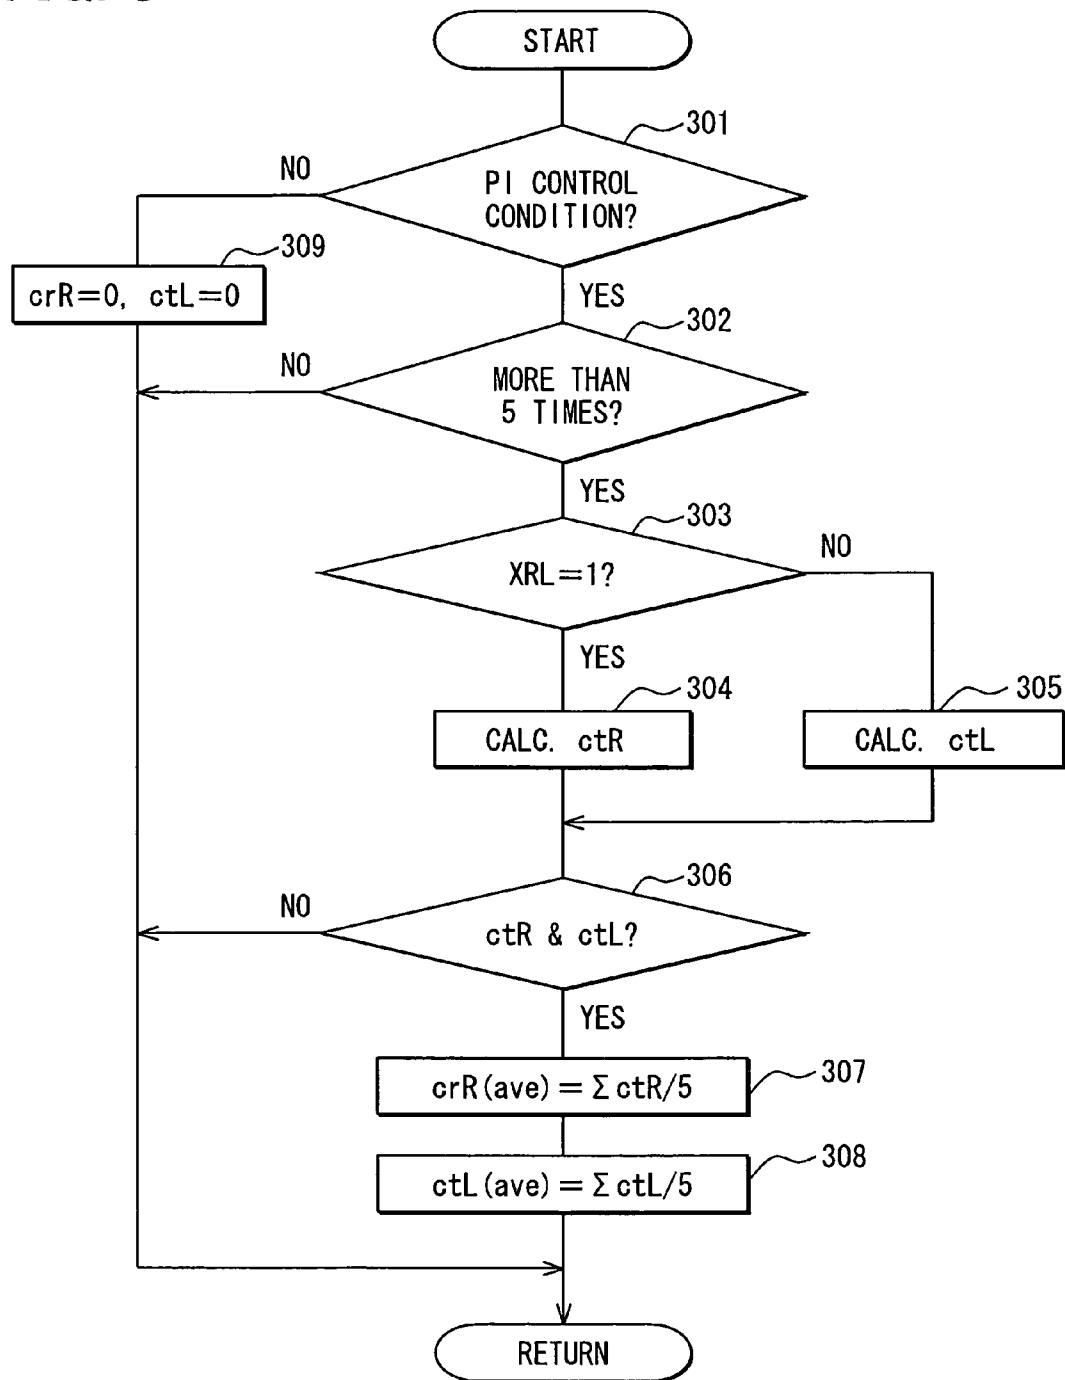 START
301
NO
PI CONTROL
CONDITION?
309
crR=0, ctL=0
YES
302
NO
MORE THAN
5 TIMES?
YES
303
NO
XRL=1?
YES
304
305
CALC. ctR
CALC. ctL
306
NO
ctR & ctL?
YES
crR(ave)=ΣctR/5
307
ctL(ave)=ΣctL/5
308
RETURN